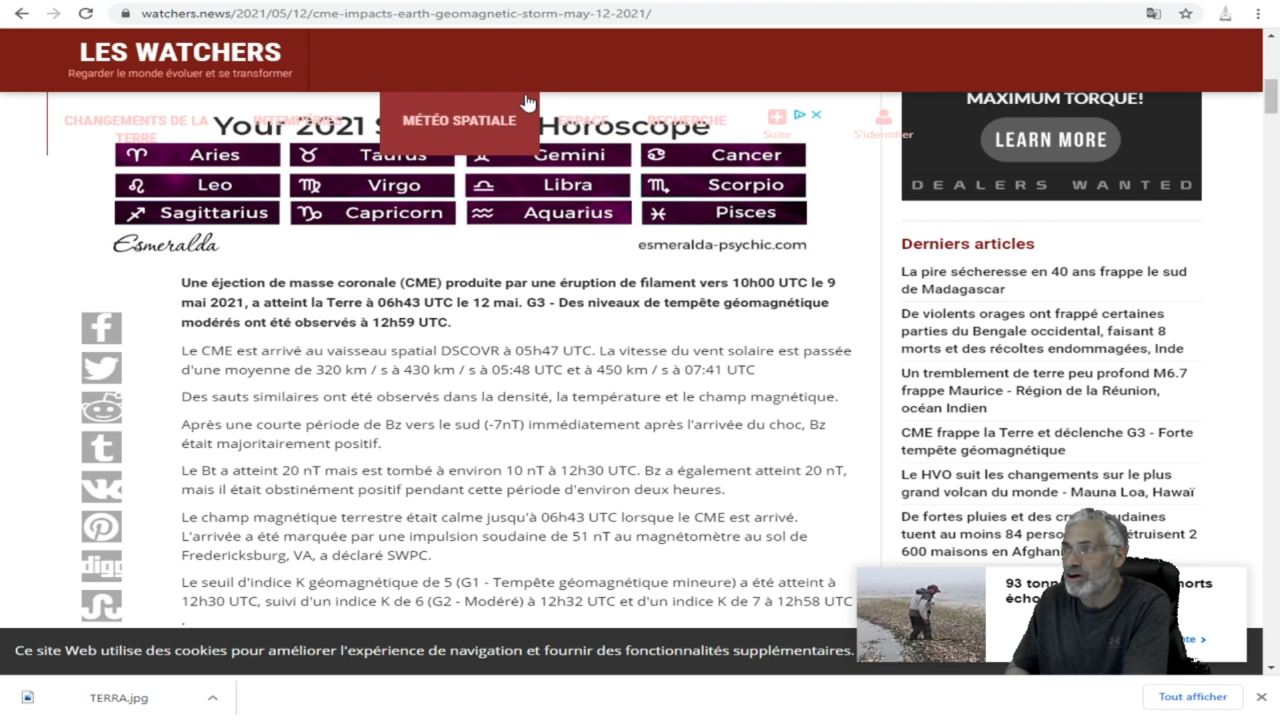 watchers.news/2021/05/12/cme-impacts-earth-geomagnetic-storm-may-12-2021/
LES WATCHERS
Regarder le monde évoluer et se transformer
CHANGEMENTS DE LA TERRE
MÉTÉO SPATIALE
ESPACE
RECHERCHE
Suite
S'identifier
Your 2021 Horoscope
Aries
Taurus
Gemini
Cancer
Leo
Virgo
Libra
Scorpio
Sagittarius
Capricorn
Aquarius
Pisces
Esmeralda
esmeralda-psychic.com
MAXIMUM TORQUE!
LEARN MORE
DEALERS WANTED
Une éjection de masse coronale (CME) produite par une éruption de filament vers 10h00 UTC le 9
mai 2021, a atteint la Terre à 06h43 UTC le 12 mai. G3 - Des niveaux de tempête géomagnétique
modérés ont été observés à 12h59 UTC.
Le CME est arrivé au vaisseau spatial DSCOVR à 05h47 UTC. La vitesse du vent solaire est passée
d'une moyenne de 320 km / s à 430 km / s à 05:48 UTC et à 450 km / s à 07:41 UTC
Des sauts similaires ont été observés dans la densité, la température et le champ magnétique.
Après une courte période de Bz vers le sud (-7nT) immédiatement après l'arrivée du choc, Bz
était majoritairement positif.
Le Bt a atteint 20 nT mais est tombé à environ 10 nT à 12h30 UTC. Bz a également atteint 20 nT,
mais il était obstinément positif pendant cette période d'environ deux heures.
Le champ magnétique terrestre était calme jusqu'à 06h43 UTC lorsque le CME est arrivé.
L'arrivée a été marquée par une impulsion soudaine de 51 nT au magnétomètre au sol de
Fredericksburg, VA, a déclaré SWPC.
Le seuil d'indice K géomagnétique de 5 (G1 - Tempête géomagnétique mineure) a été atteint à
12h30 UTC, suivi d'un indice K de 6 (G2 - Modéré) à 12h32 UTC et d'un indice K de 7 à 12h58 UTC
.
digg
Derniers articles
La pire sécheresse en 40 ans frappe le sud
de Madagascar
De violents orages ont frappé certaines
parties du Bengale occidental, faisant 8
morts et des récoltes endommagées, Inde
Un tremblement de terre peu profond M6.7
frappe Maurice - Région de la Réunion,
océan Indien
CME frappe la Terre et déclenche G3 - Forte
tempête géomagnétique
Le HVO suit les changements sur le plus
grand volcan du monde - Mauna Loa, Hawaï
De fortes pluies et des
tuent au moins 84
600 maisons en
93
Ce site Web utilise des cookies pour améliorer l'expérience de navigation et fournir des fonctionnalités supplémentaires.
TERRA.jpg
Tout afficher